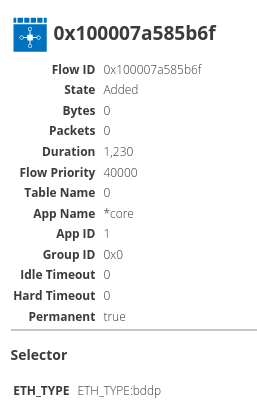 0x100007a585b6f
Flow ID 0x100007a585b6f
State Added
Bytes 0
Packets 0
Duration 1,230
Flow Priority 40000
Table Name 0
App Name *core
App ID 1
Group ID 0x0
Idle Timeout 0
Hard Timeout 0
Permanent true
Selector
ETH_TYPE ETH_TYPE:bddp